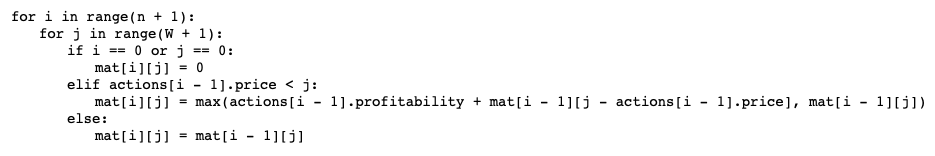 for i in range(n + 1):
    for j in range(W + 1):
        if i == 0 or j == 0:
            mat[i][j] = 0
        elif actions[i - 1].price < j:
            mat[i][j] = max(actions[i - 1].profitability + mat[i - 1][j - actions[i - 1].price], mat[i - 1][j])
        else:
            mat[i][j] = mat[i - 1][j]